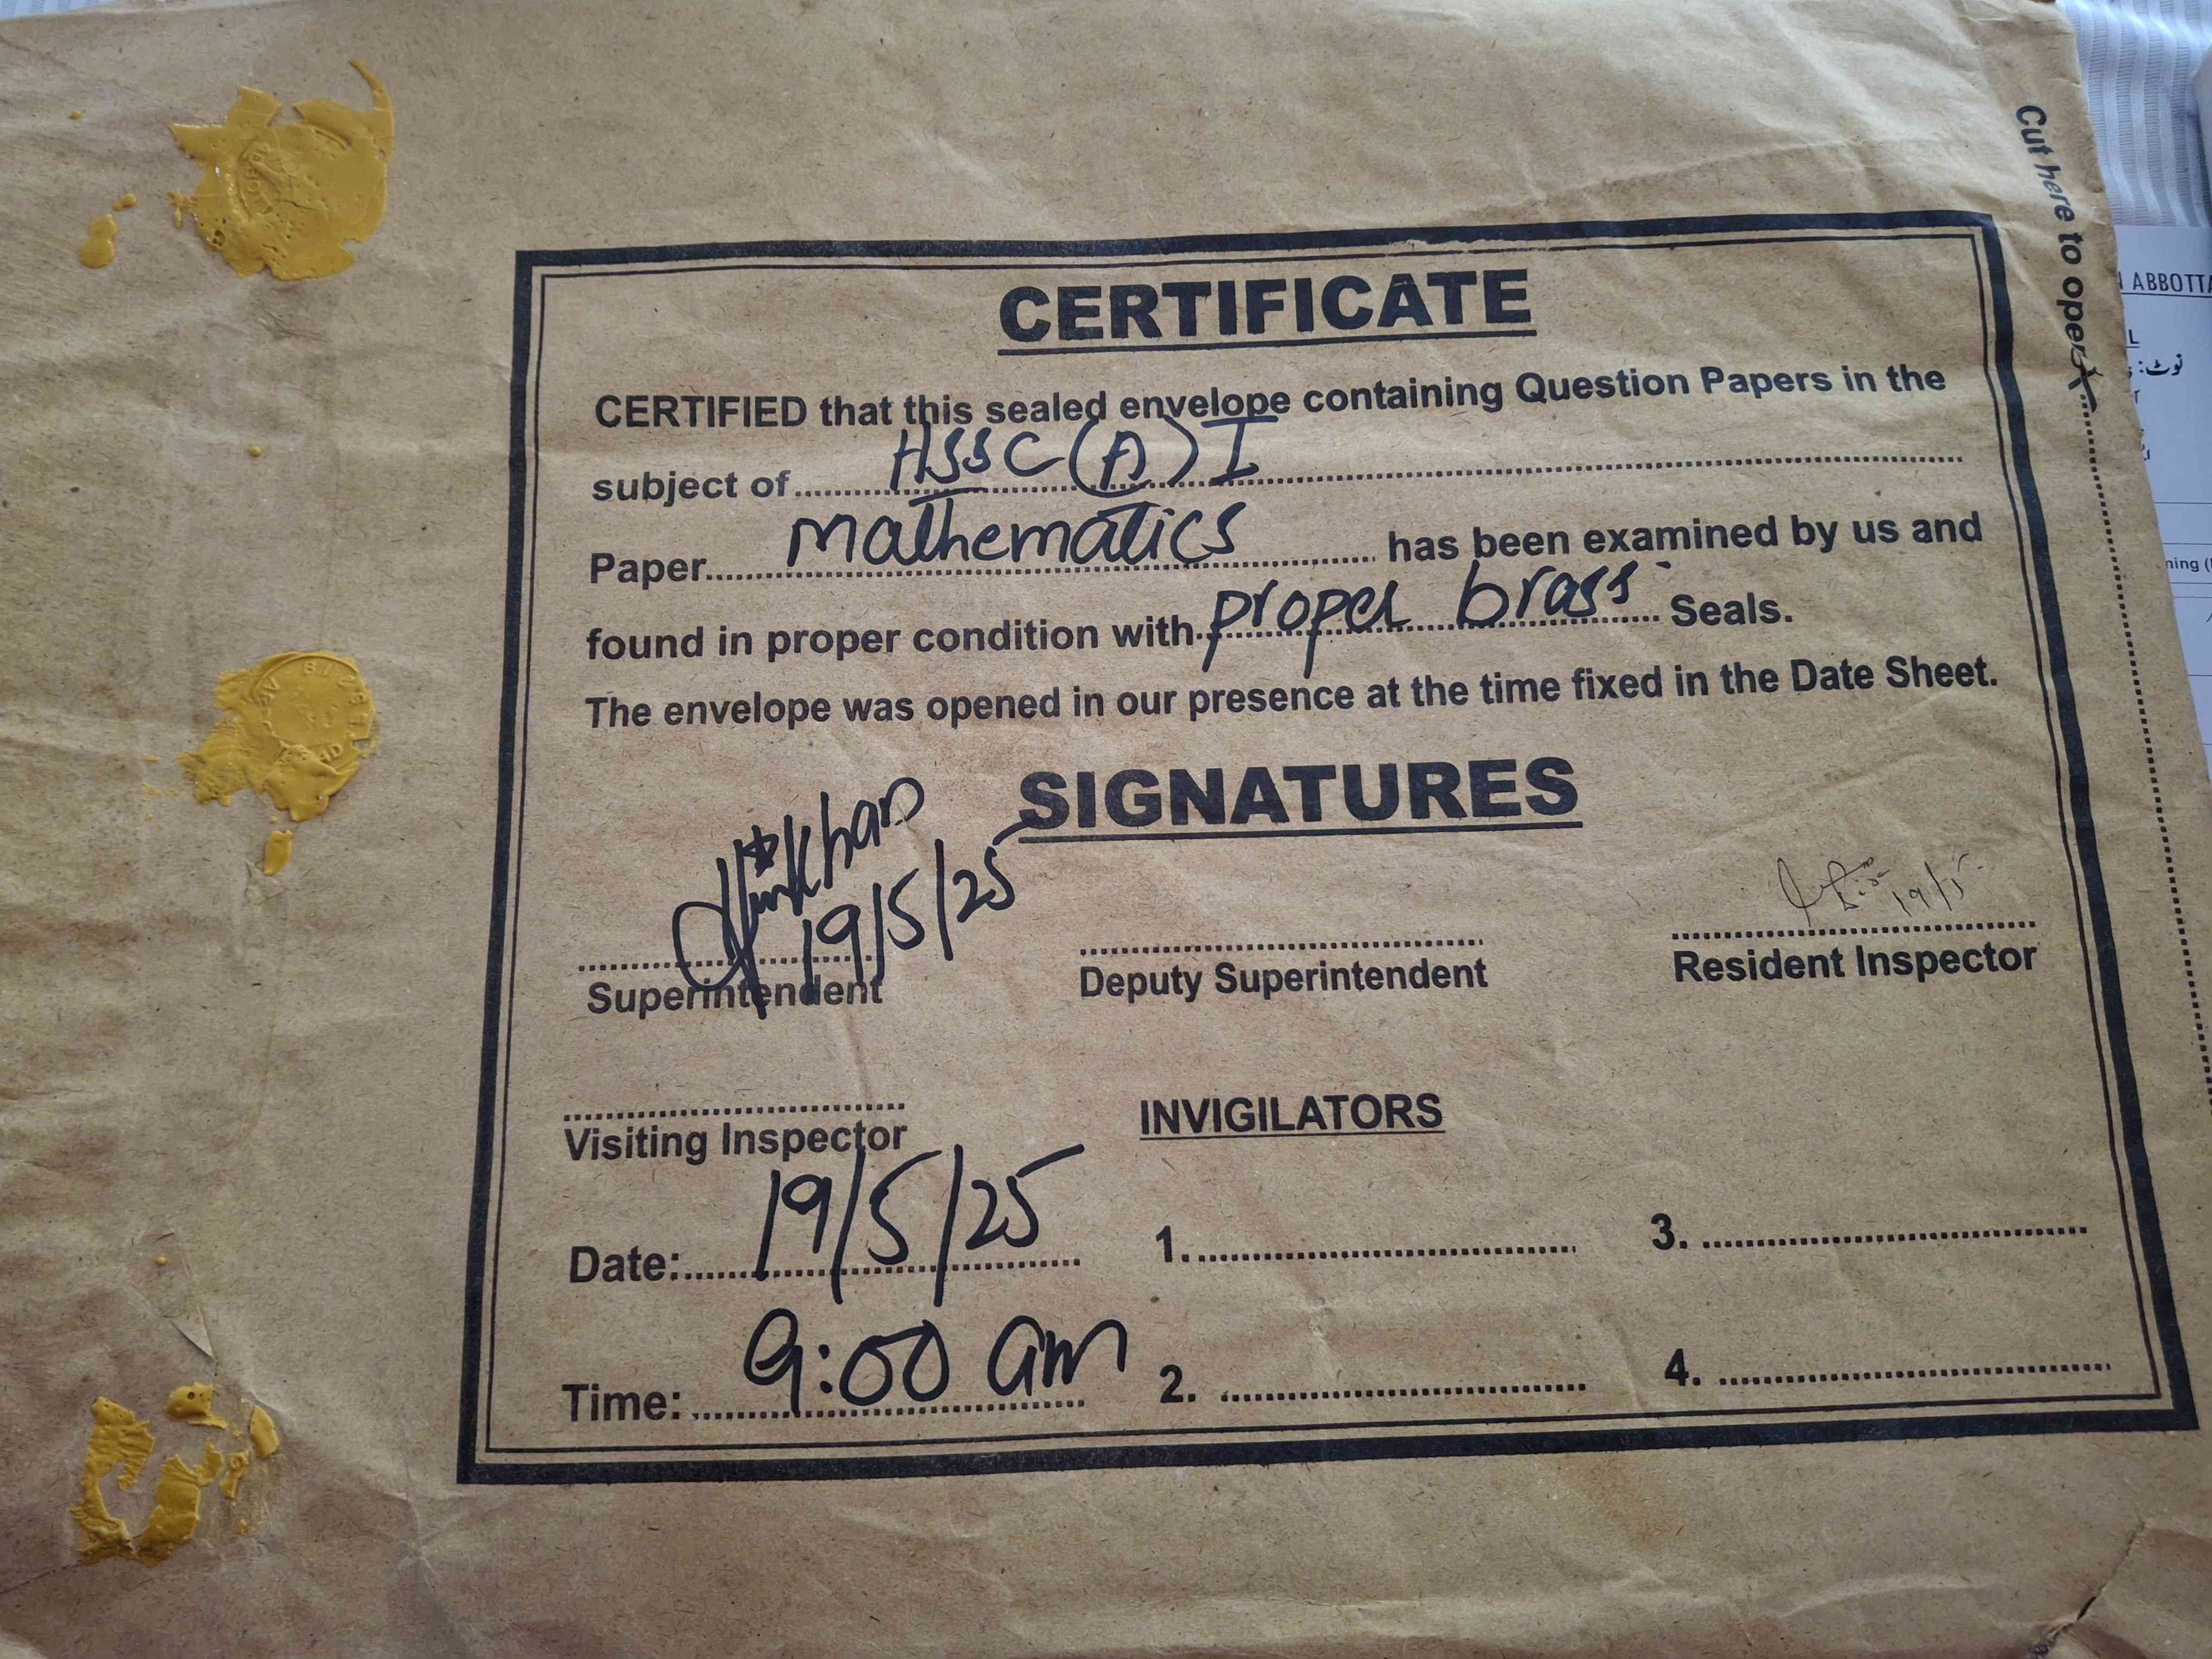 Cut here to open
CERTIFICATE
CERTIFIED that this sealed envelope containing Question Papers in the
subject of HSSC (A) I
Paper Mathematics has been examined by us and
found in proper condition with proper brass Seals.
The envelope was opened in our presence at the time fixed in the Date Sheet.
SIGNATURES
Khan
19/5/25
19/5
Superintendent
Deputy Superintendent
Resident Inspector
Visiting Inspector
INVIGILATORS
Date: 19/5/25
1.
3.
Time: 9:00 am
2.
4.
ABBOTTA
نوٹ: